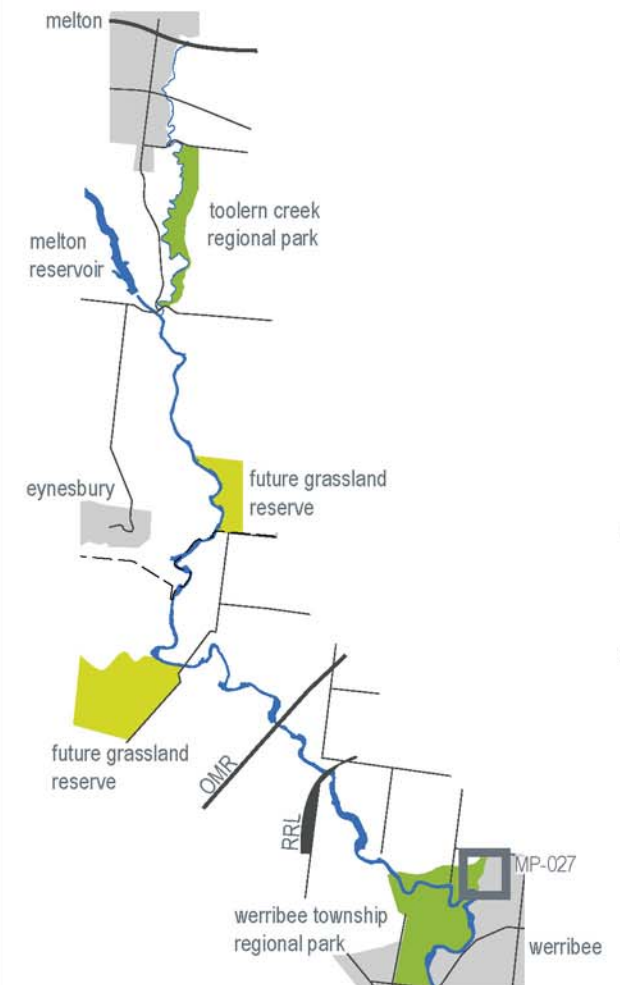 melton
toolern creek
regional park
melton
reservoir
future grassland
reserve
eynesbury
future grassland
reserve
OMR
RRL
MP-027
werribee township
regional park
werribee